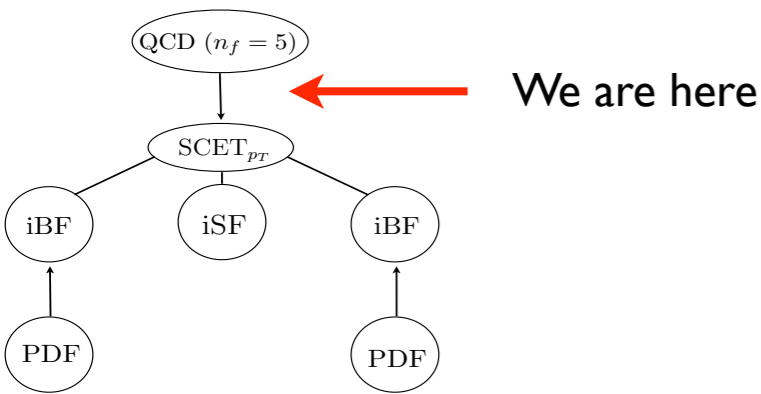 QCD (n_f = 5)
We are here
SCET_{p_T}
iBF
iSF
iBF
PDF
PDF